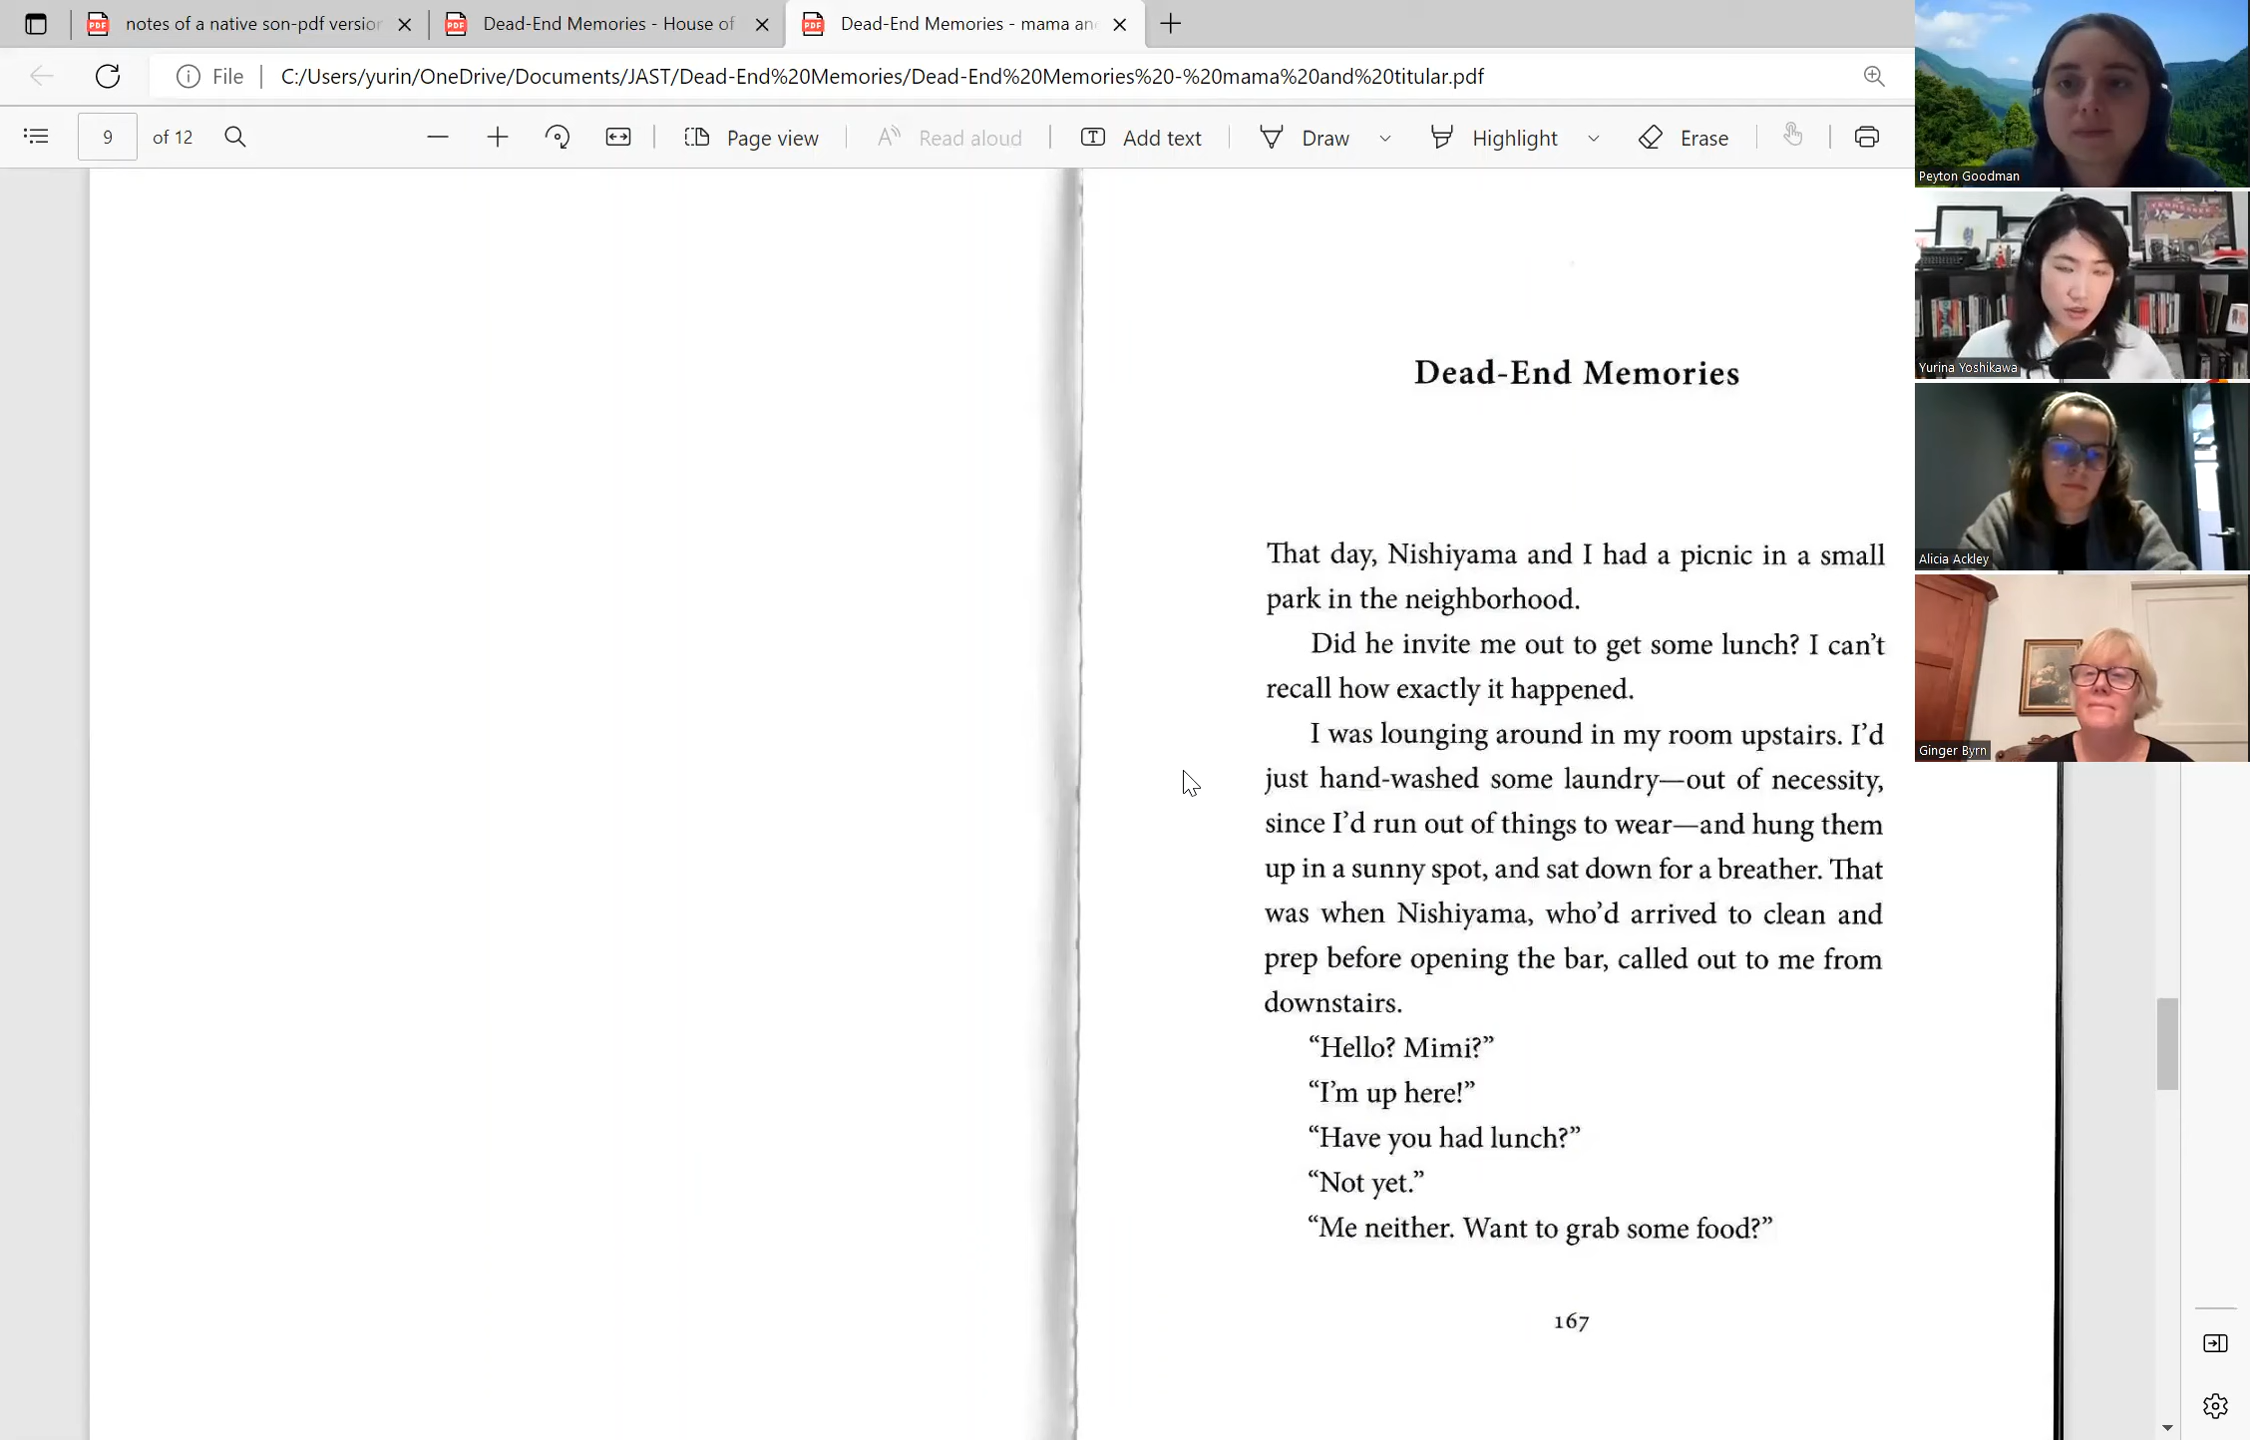 notes of a native son-pdf versio
Dead-End Memories - House of
Dead-End Memories - mama an
File
C:/Users/yurin/OneDrive/Documents/JAST/Dead-End%20Memories/Dead-End%20Memories%20-%20mama%20and%20titular.pdf
9 of 12
Page view
Read aloud
Add text
Draw
Highlight
Erase
Peyton Goodman
Yurina Yoshikawa
Alicia Ackley
Ginger Byrn
Dead-End Memories
That day, Nishiyama and I had a picnic in a small
park in the neighborhood.
Did he invite me out to get some lunch? I can’t
recall how exactly it happened.
I was lounging around in my room upstairs. I’d
just hand-washed some laundry—out of necessity,
since I’d run out of things to wear—and hung them
up in a sunny spot, and sat down for a breather. That
was when Nishiyama, who’d arrived to clean and
prep before opening the bar, called out to me from
downstairs.
“Hello? Mimi?”
“I’m up here!”
“Have you had lunch?”
“Not yet.”
“Me neither. Want to grab some food?”
167